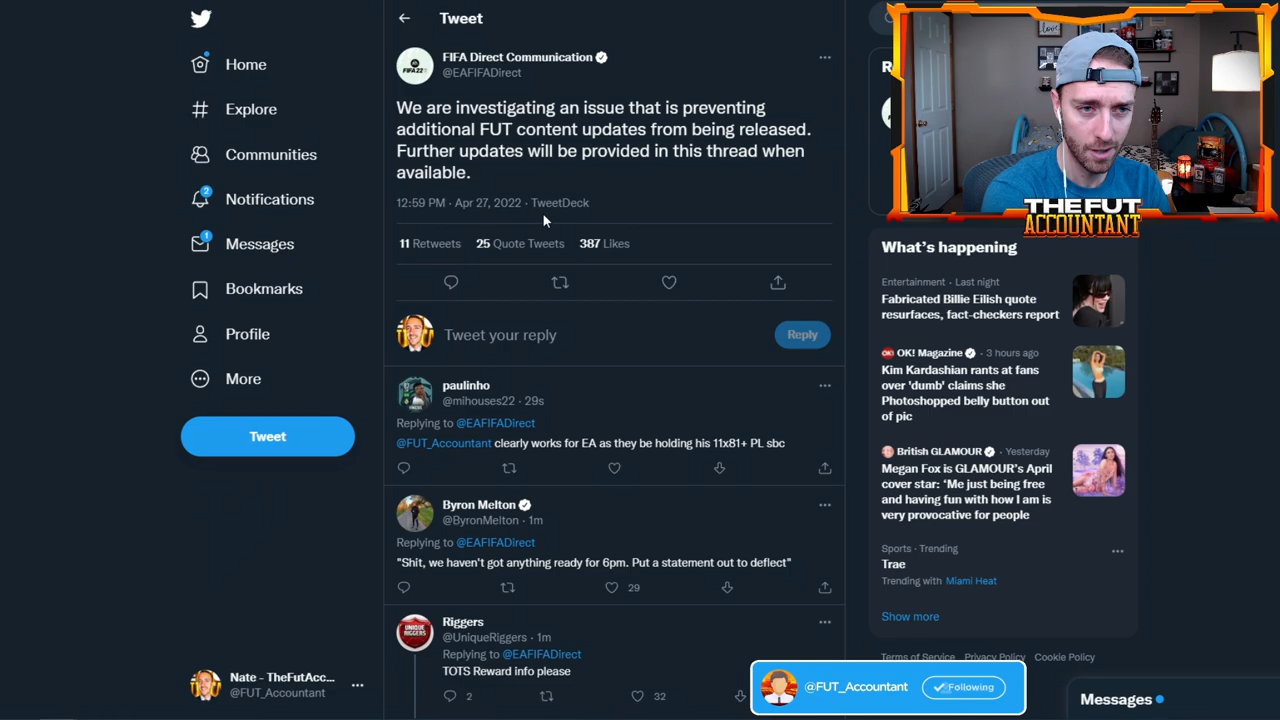 Home
Explore
Communities
2
Notifications
1
Messages
Bookmarks
Profile
More
Tweet
Nate - TheFutAcc...
@FUT_Accountant
Tweet
FIFA Direct Communication
@EAFIFADirect
We are investigating an issue that is preventing
additional FUT content updates from being released.
Further updates will be provided in this thread when
available.
12:59 PM · Apr 27, 2022 · TweetDeck
11 Retweets 25 Quote Tweets 387 Likes
Tweet your reply
Reply
paulinho
@mihouses22 · 29s
Replying to @EAFIFADirect
@FUT_Accountant clearly works for EA as they be holding his 11x81+ PL sbc
Byron Melton
@ByronMelton · 1m
Replying to @EAFIFADirect
"Shit, we haven't got anything ready for 6pm. Put a statement out to deflect"
29
Riggers
@UniqueRiggers · 1m
Replying to @EAFIFADirect
TOTS Reward info please
2 32
THE FUT
ACCOUNTANT
What's happening
Entertainment · Last night
Fabricated Billie Eilish quote
resurfaces, fact-checkers report
OK! Magazine · 3 hours ago
Kim Kardashian rants at fans
over 'dumb' claims she
Photoshopped belly button out
of pic
British GLAMOUR · Yesterday
Megan Fox is GLAMOUR's April
cover star: 'Me just being free
and having fun with how I am is
very provocative for people
Sports · Trending
Trae
Trending with Miami Heat
Show more
Terms of Service Privacy Policy Cookie Policy
@FUT_Accountant
Following
Messages